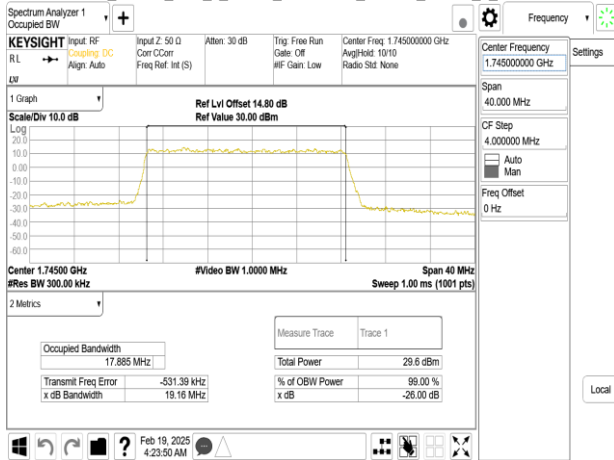 Spectrum Analyzer 1
Occupied BW
+
Frequency
KEYSIGHT
RL
LXI
Input: RF
Coupling: DC
Align: Auto
Input Z: 50 Ω
Corr CCorr
Freq Ref: Int (S)
Atten: 30 dB
Trig: Free Run
Gate: Off
#IF Gain: Low
Center Freq: 1.745000000 GHz
Avg|Hold: 10/10
Radio Std: None
Center Frequency
1.745000000 GHz
Settings
Span
40.000 MHz
CF Step
4.000000 MHz
Auto
Man
Freq Offset
0 Hz
Local
1 Graph
Scale/Div 10.0 dB
Ref Lvl Offset 14.80 dB
Ref Value 30.00 dBm
Log
20.0
10.0
0.00
-10.0
-20.0
-30.0
-40.0
-50.0
-60.0
Center 1.74500 GHz
#Video BW 1.0000 MHz
Span 40 MHz
#Res BW 300.00 kHz
Sweep 1.00 ms (1001 pts)
2 Metrics
Measure Trace Trace 1
Occupied Bandwidth
17.885 MHz
Total Power 29.6 dBm
Transmit Freq Error -531.39 kHz
% of OBW Power 99.00 %
x dB Bandwidth 19.16 MHz
x dB -26.00 dB
?
Feb 19, 2025
4:23:50 AM